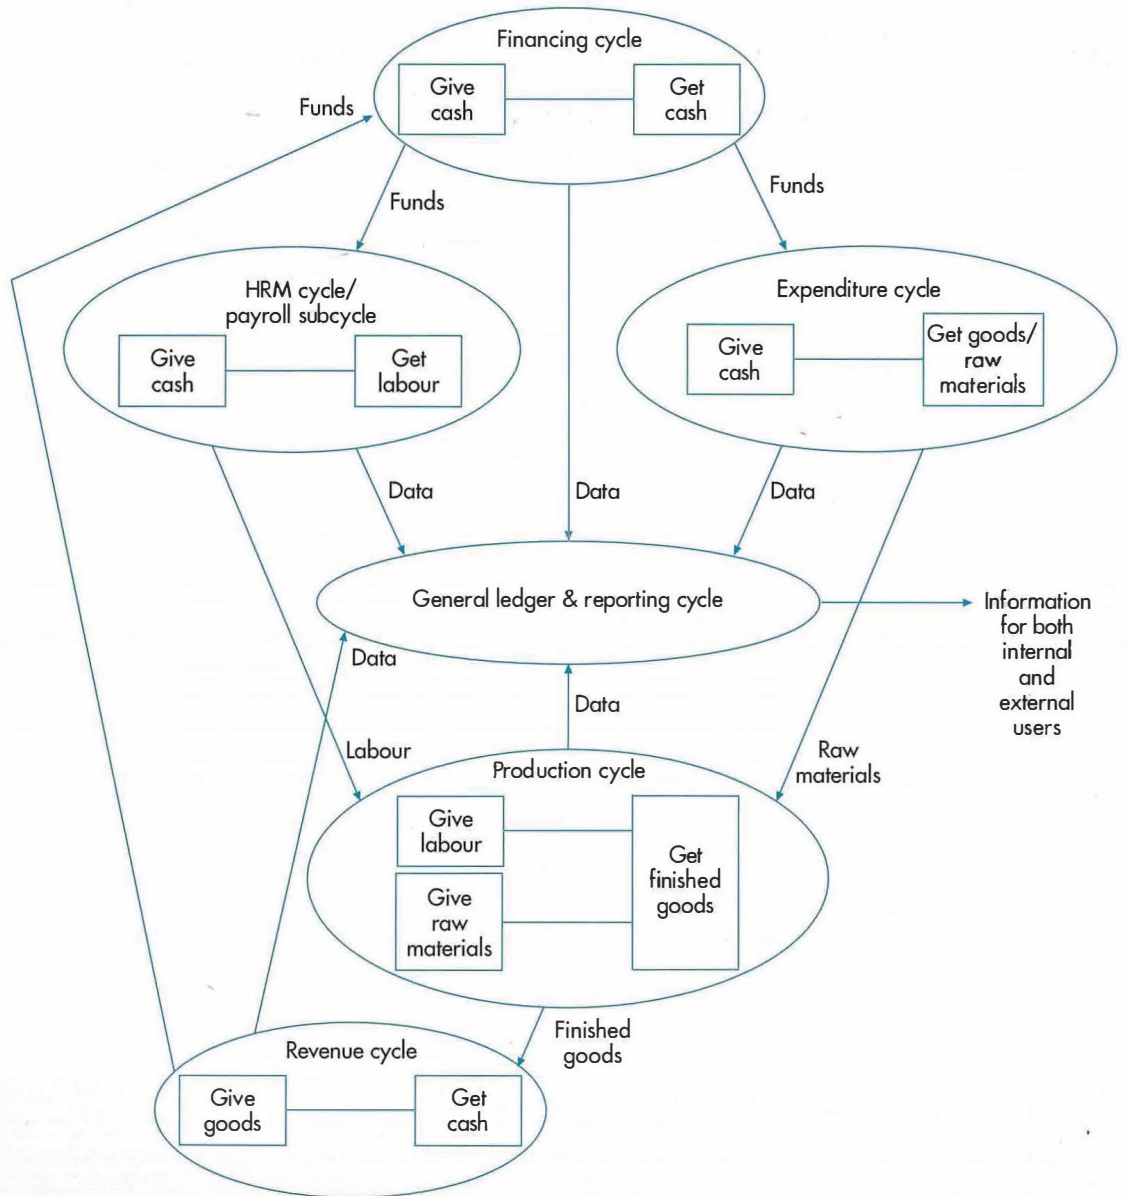 Financing cycle
Give
cash
Get
cash
Funds
Funds
Funds
HRM cycle/
payroll subcycle
Give
cash
Get
labour
Expenditure cycle
Give
cash
Get goods/
raw
materials
Data
Data
Data
General ledger & reporting cycle
Information
for both
internal
and
external
users
Data
Data
Labour
Raw
materials
Production cycle
Give
labour
Give
raw
materials
Get
finished
goods
Finished
goods
Revenue cycle
Give
goods
Get
cash